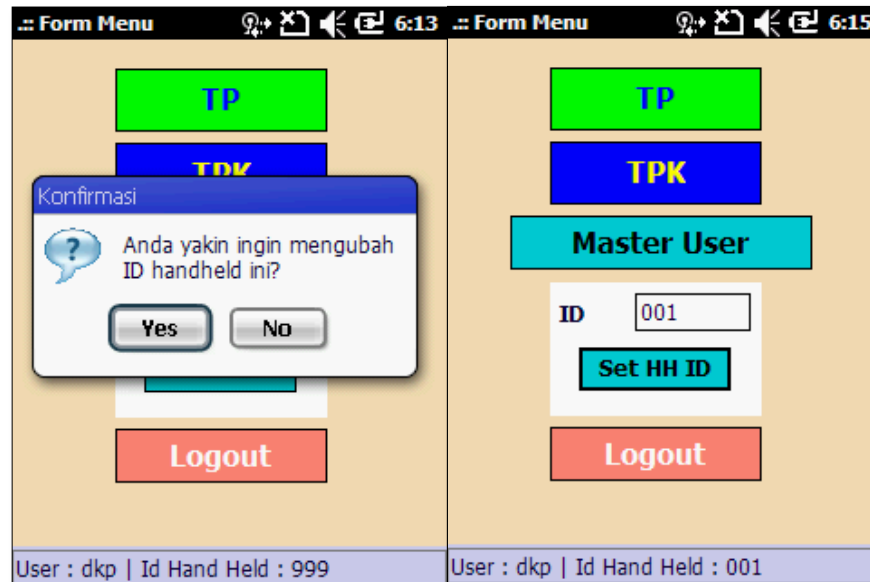 .:: Form Menu 6:13
TP
TPK
Konfirmasi
Anda yakin ingin mengubah
ID handheld ini?
Yes No
Logout
User : dkp | Id Hand Held : 999
.:: Form Menu 6:15
TP
TPK
Master User
ID 001
Set HH ID
Logout
User : dkp | Id Hand Held : 001